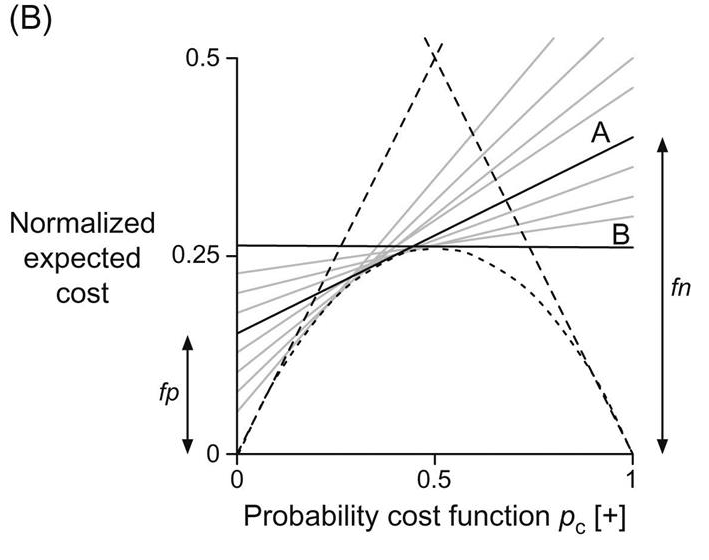 (B)
0.5
A
Normalized
expected
cost
0.25
B
fn
fp
0
0
0.5
1
Probability cost function pc [+]